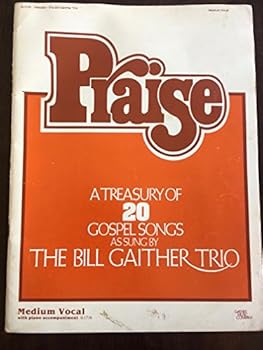 Praise
A TREASURY OF
20
GOSPEL SONGS
AS SUNG BY
THE BILL GAITHER TRIO
Medium Vocal
with piano accompaniment